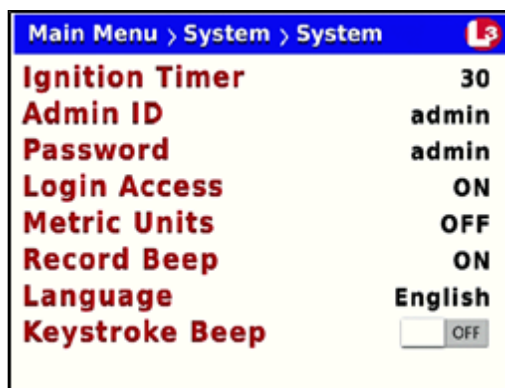 Main Menu > System > System L3
Ignition Timer 30
Admin ID admin
Password admin
Login Access ON
Metric Units OFF
Record Beep ON
Language English
Keystroke Beep OFF